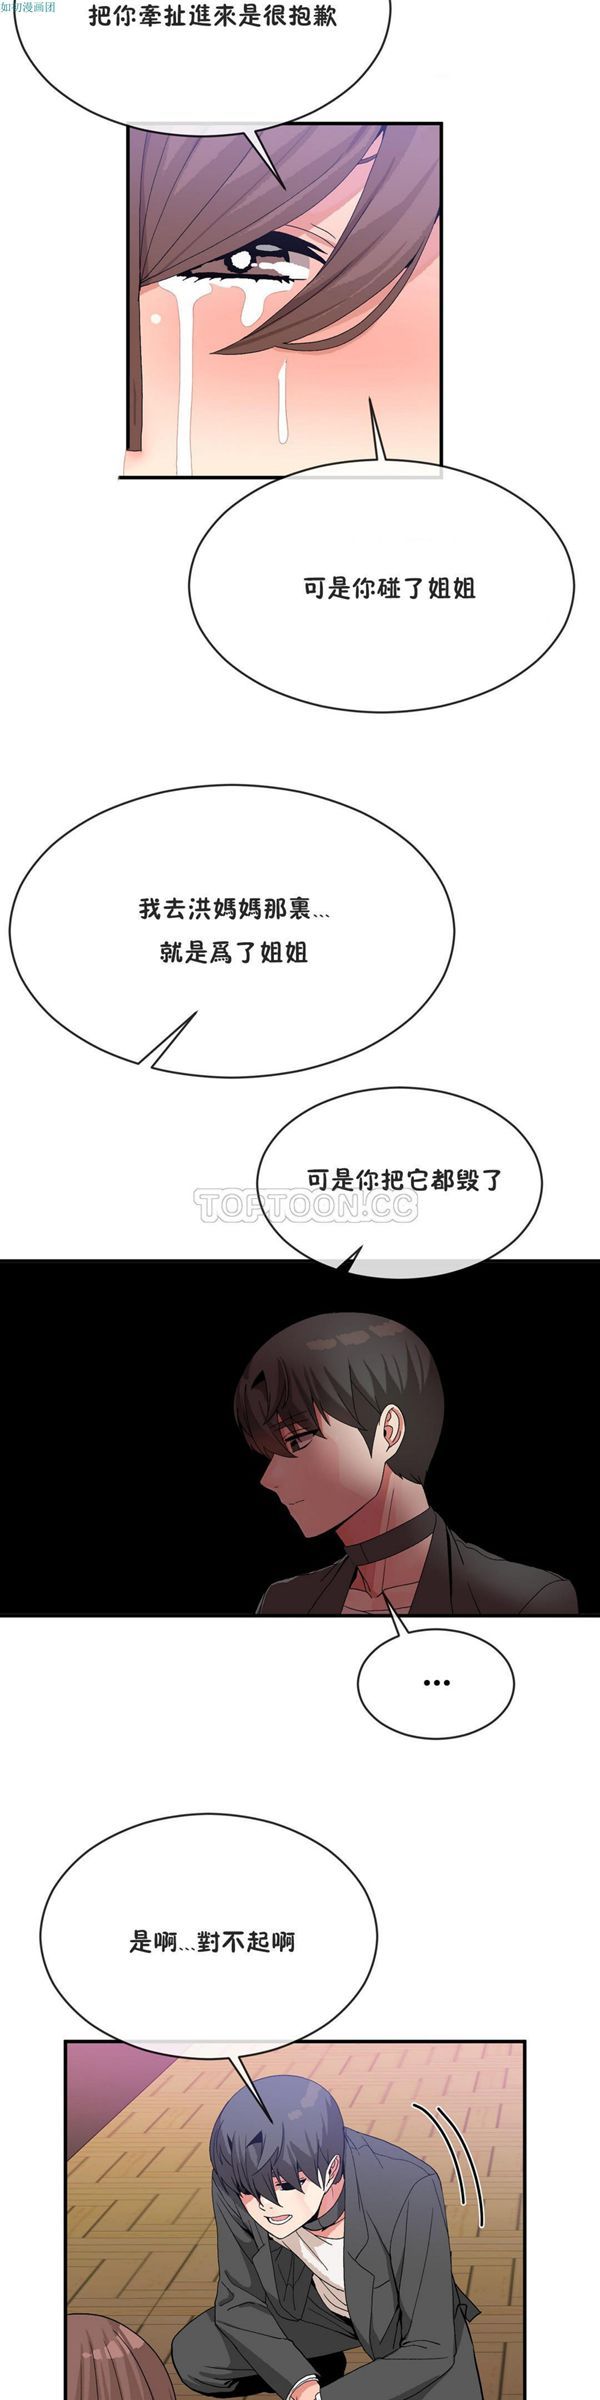 如初漫画团
把你牽扯進來是很抱歉
可是你碰了姐姐
我去洪媽媽那裏...
就是爲了姐姐
可是你把它都毀了
TOPTOON.CC
...
是啊...對不起啊